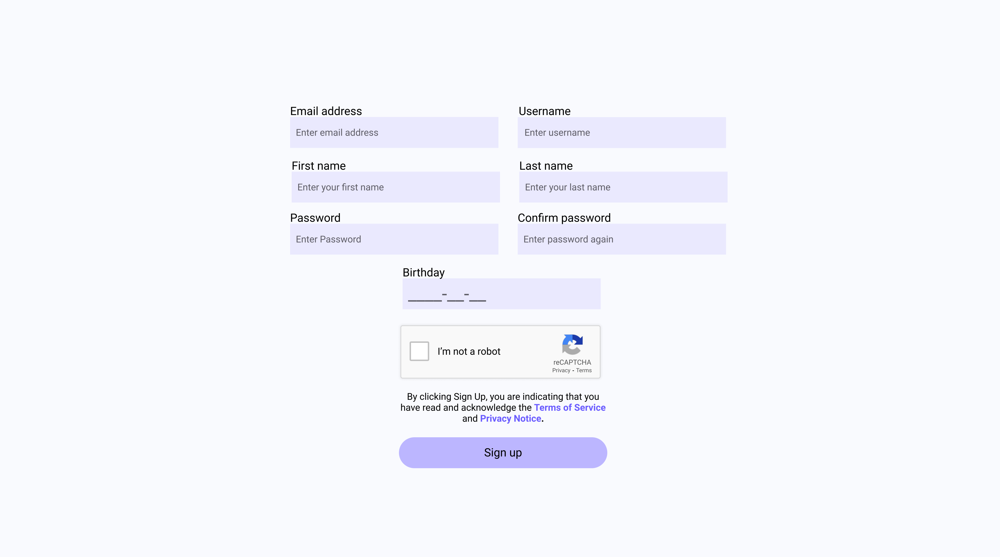 Email address
Username
Enter email address
Enter username
First name
Last name
Enter your first name
Enter your last name
Password
Confirm password
Enter Password
Enter password again
Birthday
____-__-__
I’m not a robot
reCAPTCHA
Privacy - Terms
By clicking Sign Up, you are indicating that you
have read and acknowledge the Terms of Service
and Privacy Notice.
Sign up